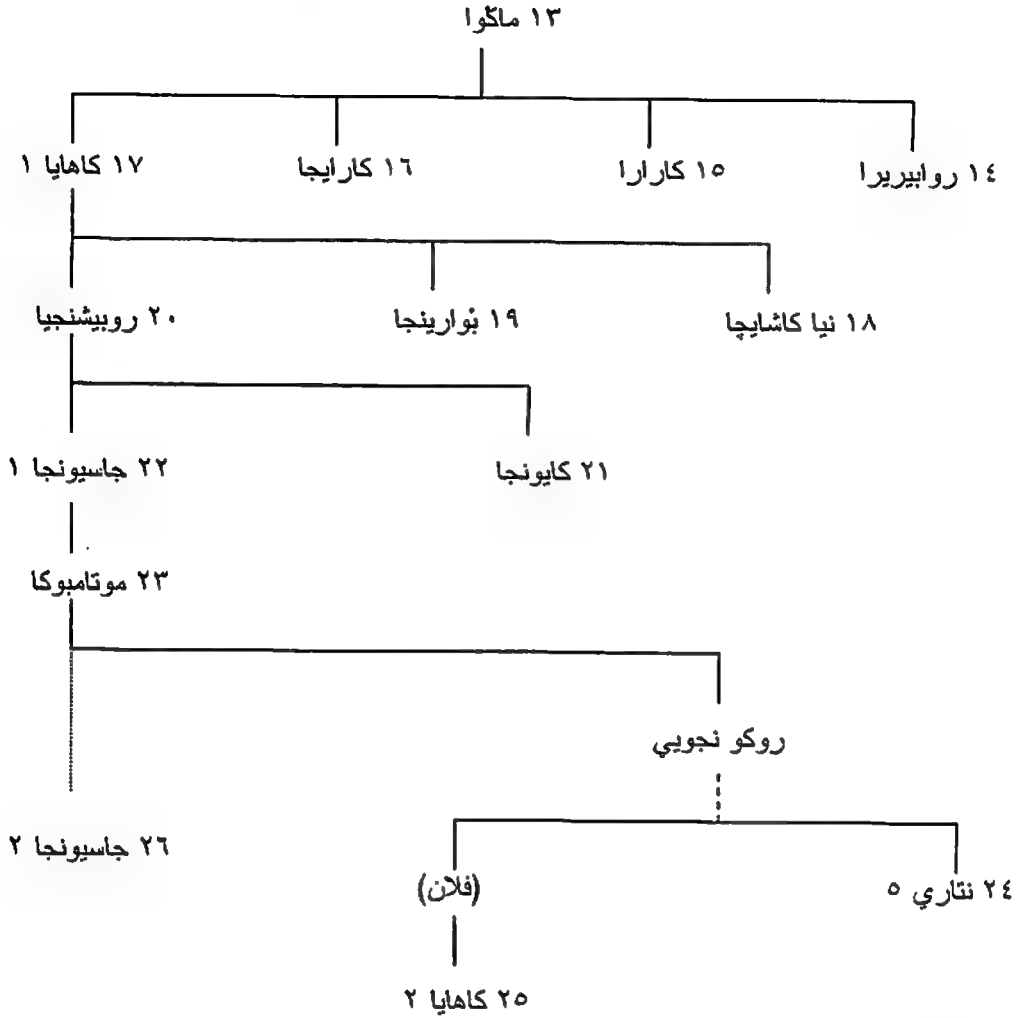 ١٣ ماڭوا
١٤ روابيريرا
١٥ كارارا
١٦ كارايجا
١٧ كاهايا ١
١٨ نيا كاشايچا
١٩ بْوارينجا
٢٠ روبيشنجيا
٢١ كايونجا
٢٢ جاسيونجا ١
٢٣ موتامبوكا
روكو نجويي
٢٤ نتاري ٥
(فلان)
٢٦ جاسيونجا ٢
٢٥ كاهايا ٢